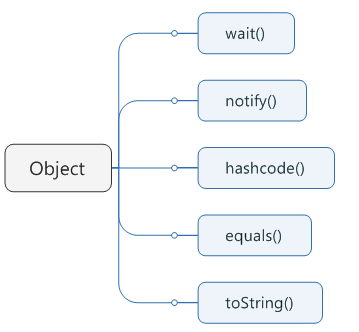 wait()
notify()
Object
hashcode()
equals()
toString()